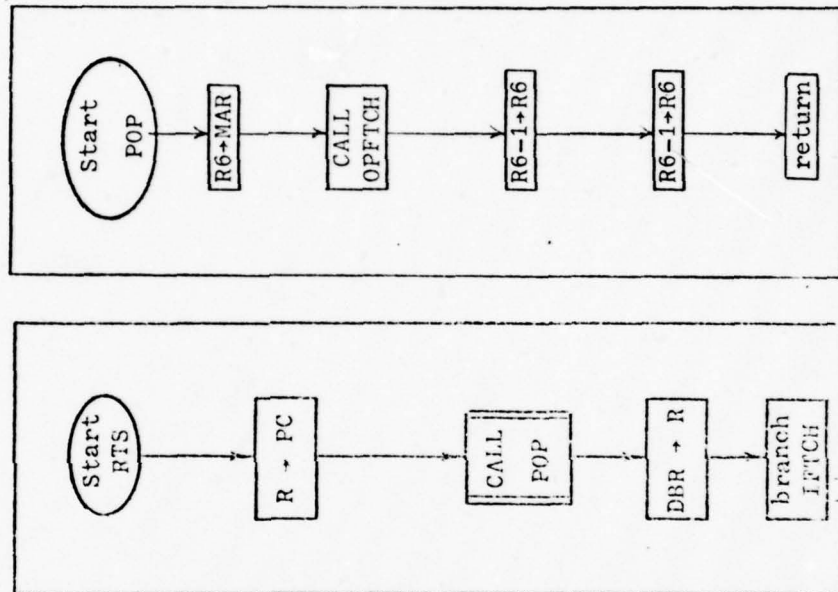 Start
POP
R6→MAR
CALL
OPFTCH
R6-1→R6
R6-1→R6
return
Start
RTS
R → PC
CALL
POP
DBR → R
branch
IFTCH